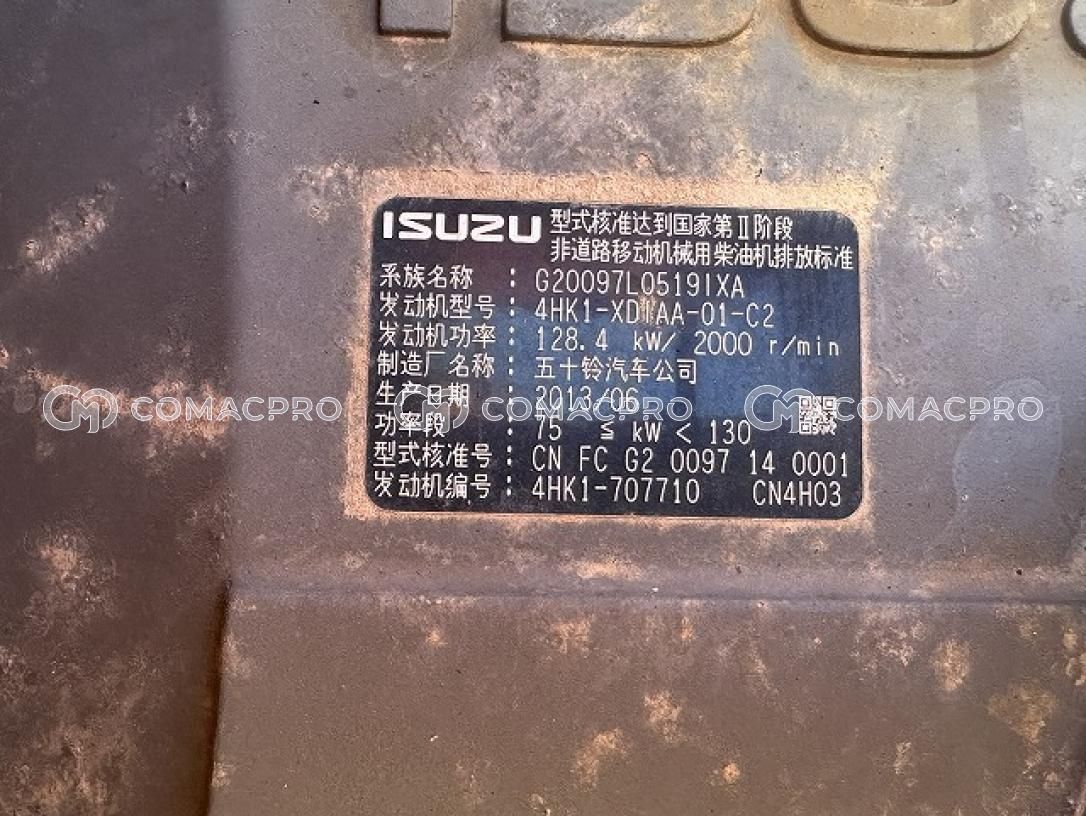 ISUZU 型式核准达到国家第Ⅱ阶段
非道路移动机械用柴油机排放标准
系族名称 : G20097L0519IXA
发动机型号 : 4HK1-XD1AA-01-C2
发动机功率 : 128.4 kW/ 2000 r/min
制造厂名称 : 五十铃汽车公司
生产日期 : 2013/06
COMACPRO COMACPRO COMACPRO
功率段 : 75 ≦ kW < 130
型式核准号 : CN FC G2 0097 14 0001
发动机编号 : 4HK1-707710 CN4H03